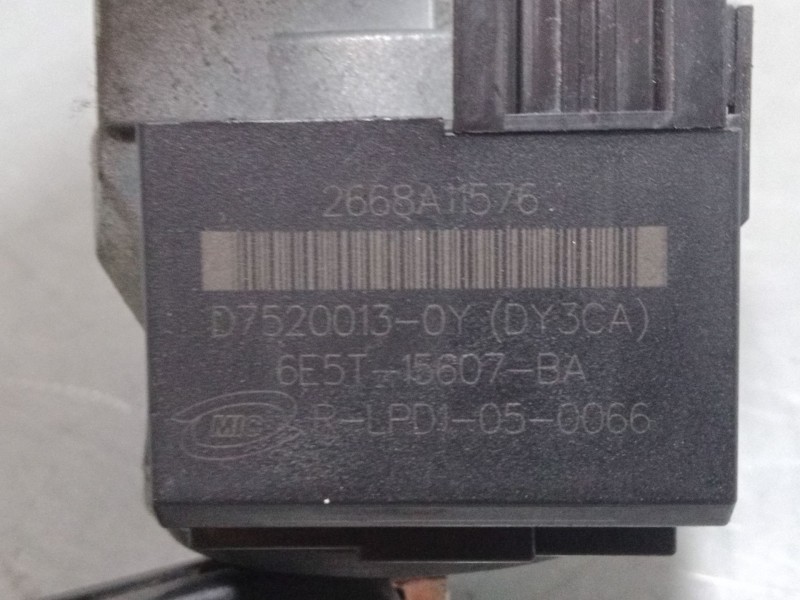 2668A11576
D7520013-0Y (DY3CA)
6E5T-15607-BA
MIC R-LPD1-05-0066